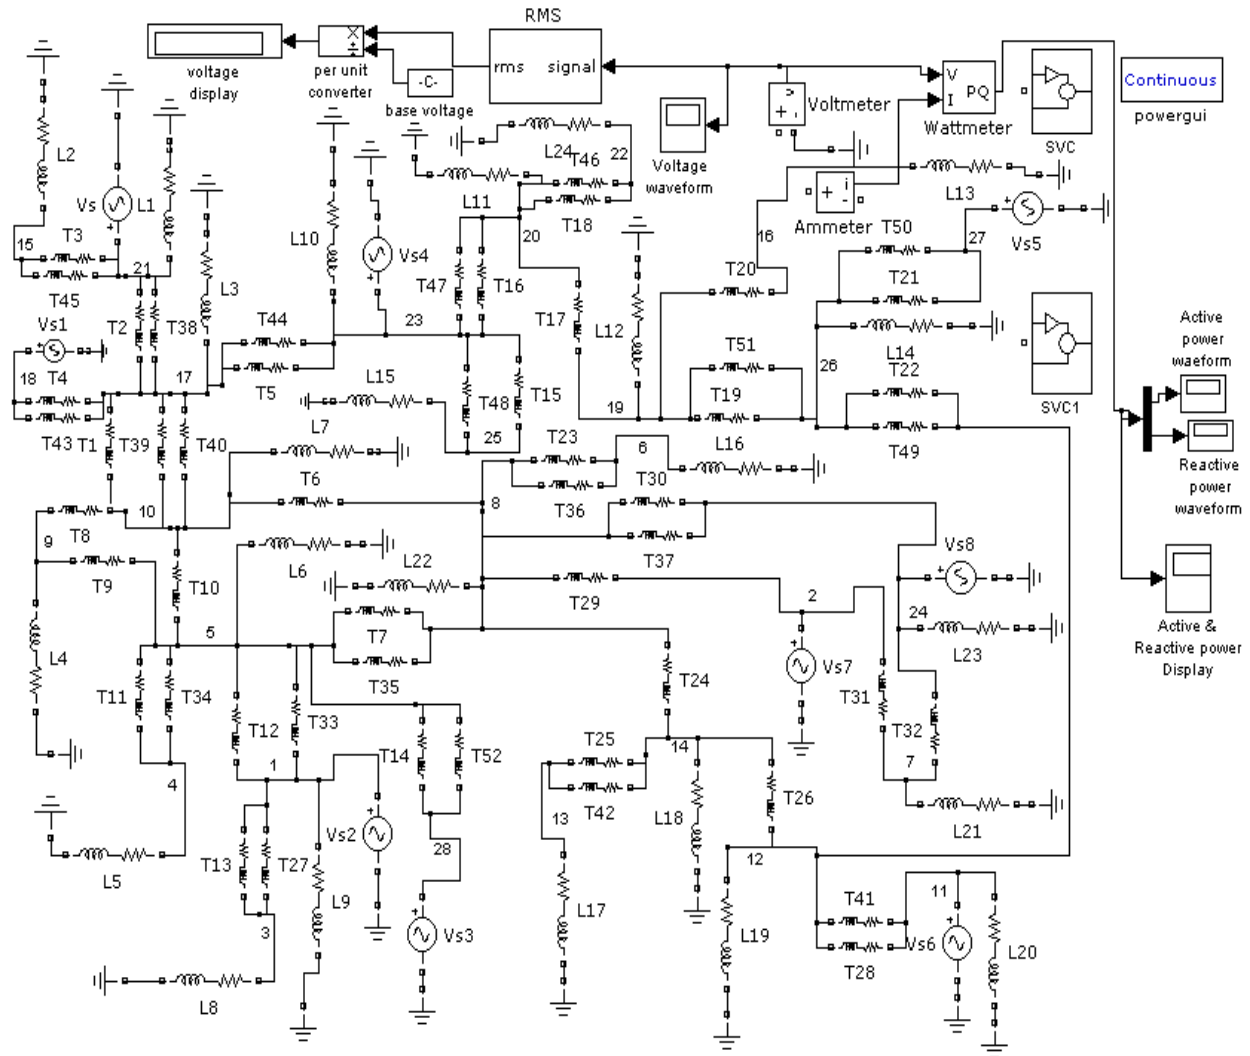 RMS
rms signal
X
÷
voltage
display
per unit
converter
-C-
base voltage
Voltage
waveform
Voltmeter
v
+ -
V
I
PQ
Wattmeter
SVC
Continuous
powergui
L2
Vs
L1
T3
15
21
T45
Vs1
T2
T38
L3
T44
18
T4
17
T5
T43
T1
T39
T40
L10
Vs4
23
L24
T46
22
L11
T18
20
T47
T16
T17
L12
T48
T15
L15
25
19
i
+
-
Ammeter
L13
16
T20
T50
27
Vs5
T21
L14
T51
26
T22
T19
T49
SVC1
Active
power
waeform
Reactive
power
waveform
Active &
Reactive power
Display
L7
T6
10
T8
9
T9
T10
L6
L22
8
T23
6
L16
T36
T30
T37
T29
2
Vs8
24
L23
Vs7
T31
T32
7
L21
L4
5
T7
T35
T11
T34
T12
T33
T14
T52
T24
4
1
L5
T13
T27
L9
Vs2
28
Vs3
3
L8
T25
14
T42
13
L18
T26
L17
12
L19
T41
11
T28
Vs6
L20